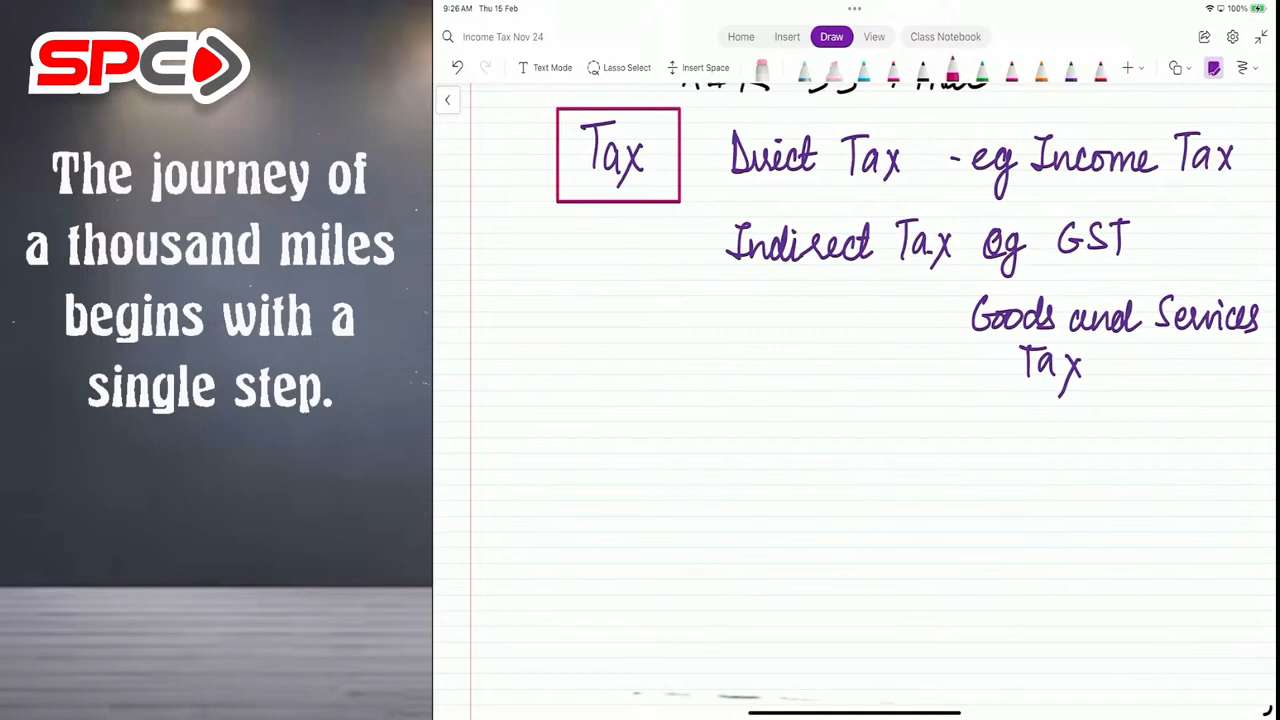 SPE
The journey of
a thousand miles
begins with a
single step.
9:26 AM Thu 15 Feb
100%
Income Tax Nov 24
Home Insert Draw View Class Notebook
Text Mode Lasso Select Insert Space
Tax Direct Tax - eg Income Tax
Indirect Tax eg GST
Goods and Services
Tax